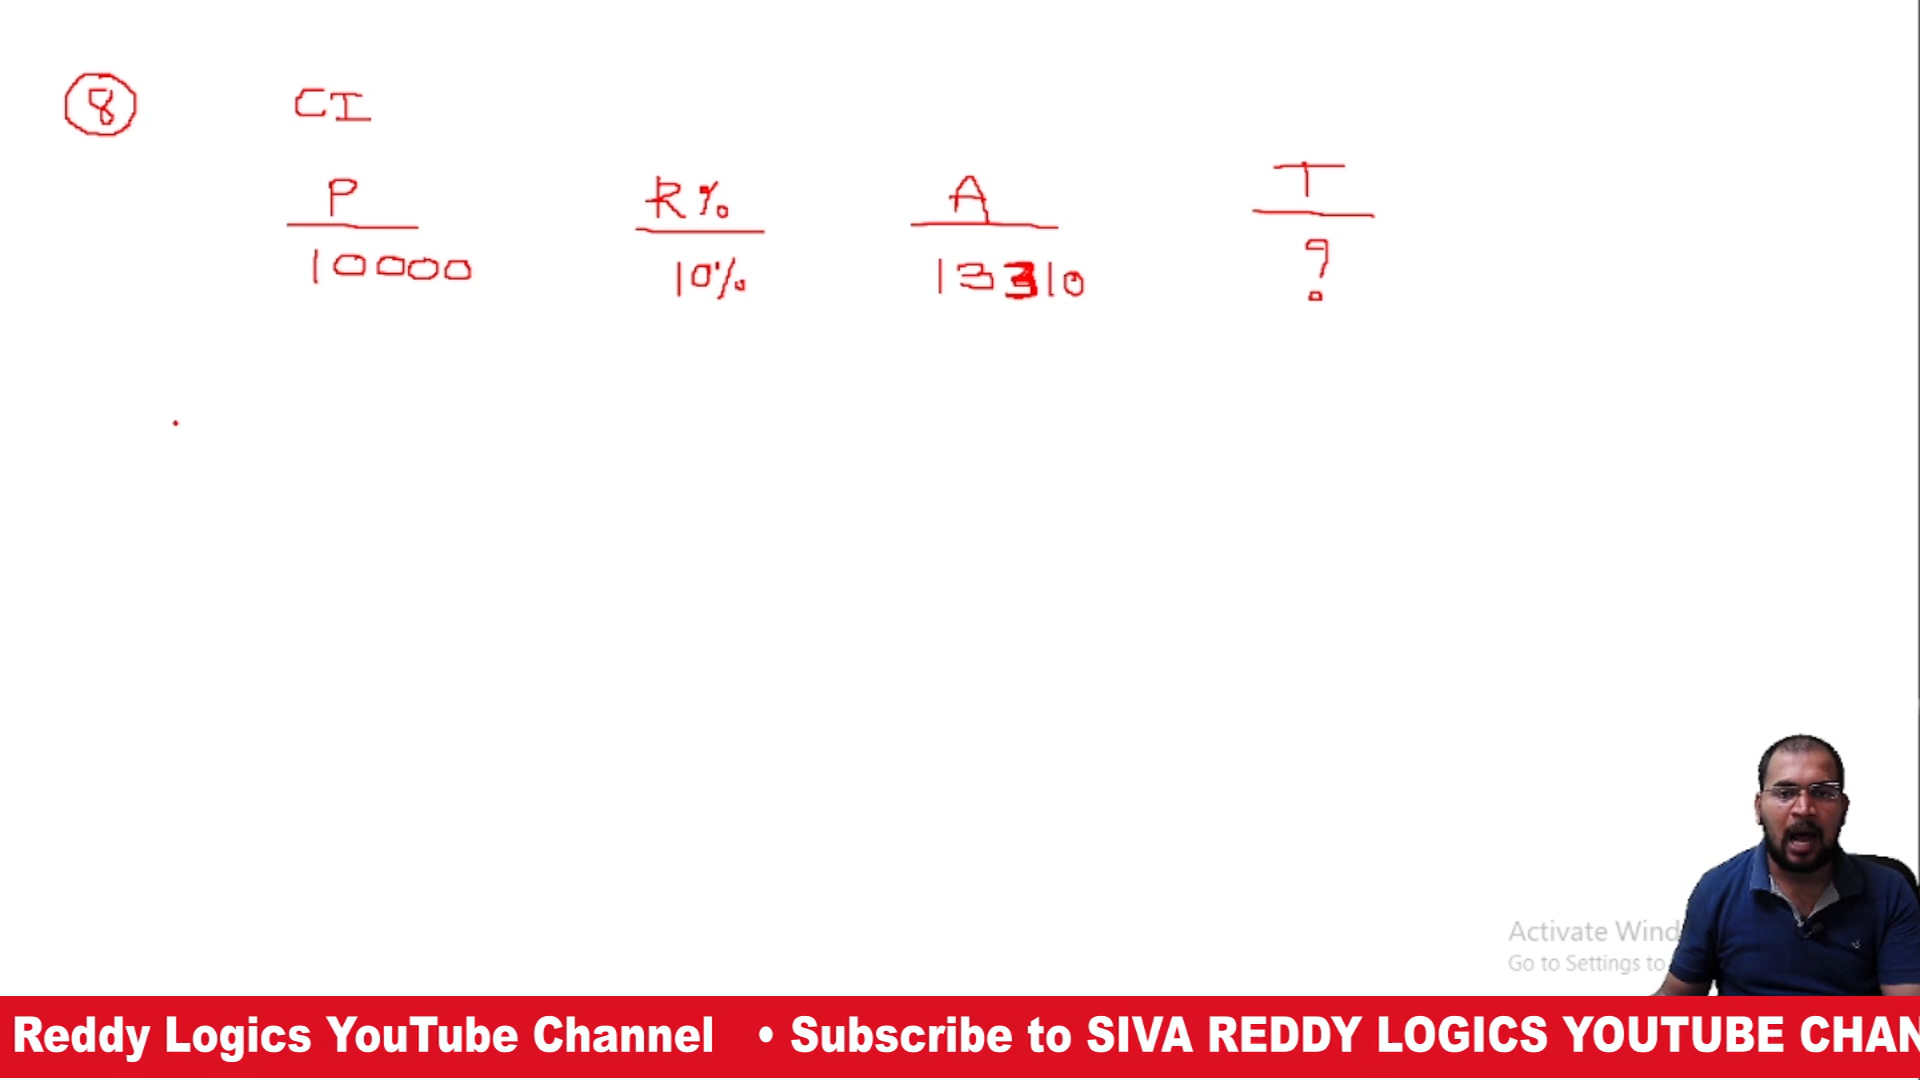 8 CI
P R% A T
10000 10% 13310 ?
Activate Wind
Go to Settings to
Reddy Logics YouTube Channel • Subscribe to SIVA REDDY LOGICS YOUTUBE CHAN